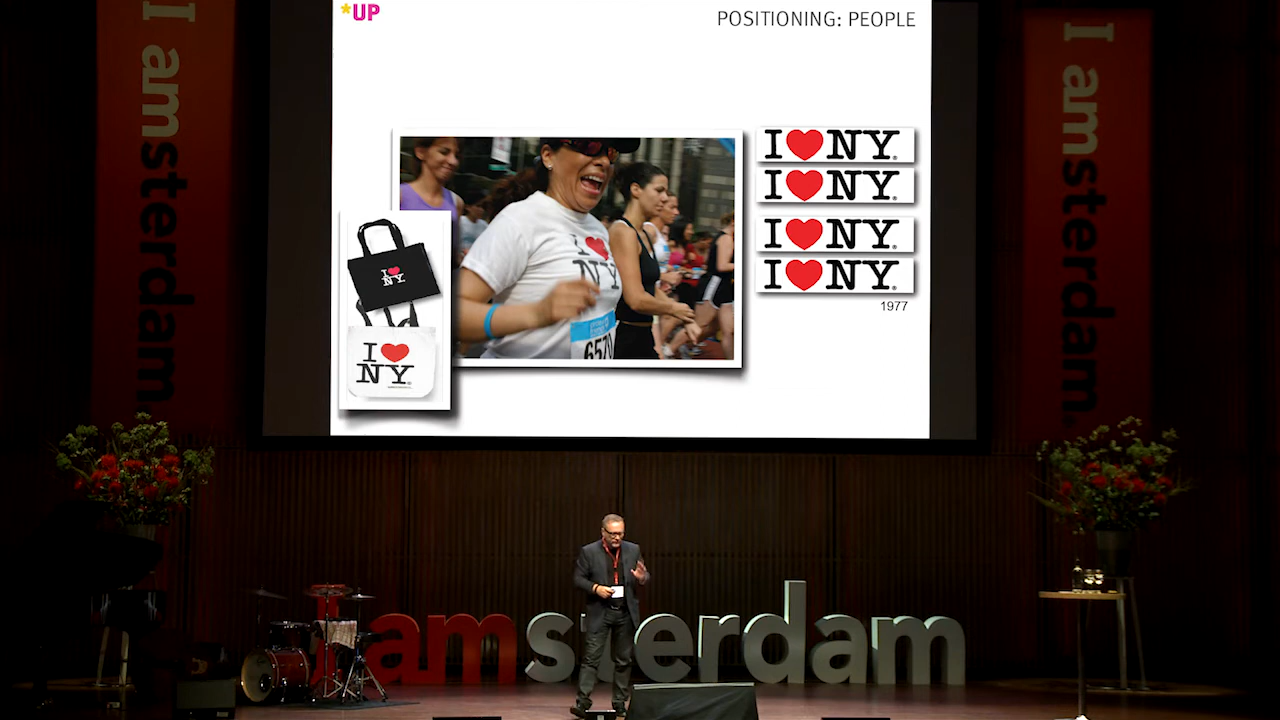 *UP
POSITIONING: PEOPLE
I amsterdam.
I amsterdam.
I ❤ NY®
I ❤ NY®
I ❤ NY®
I ❤ NY®
1977
I ❤
NY
6570
I ❤
NY
I ❤
NY®
I amsterdam